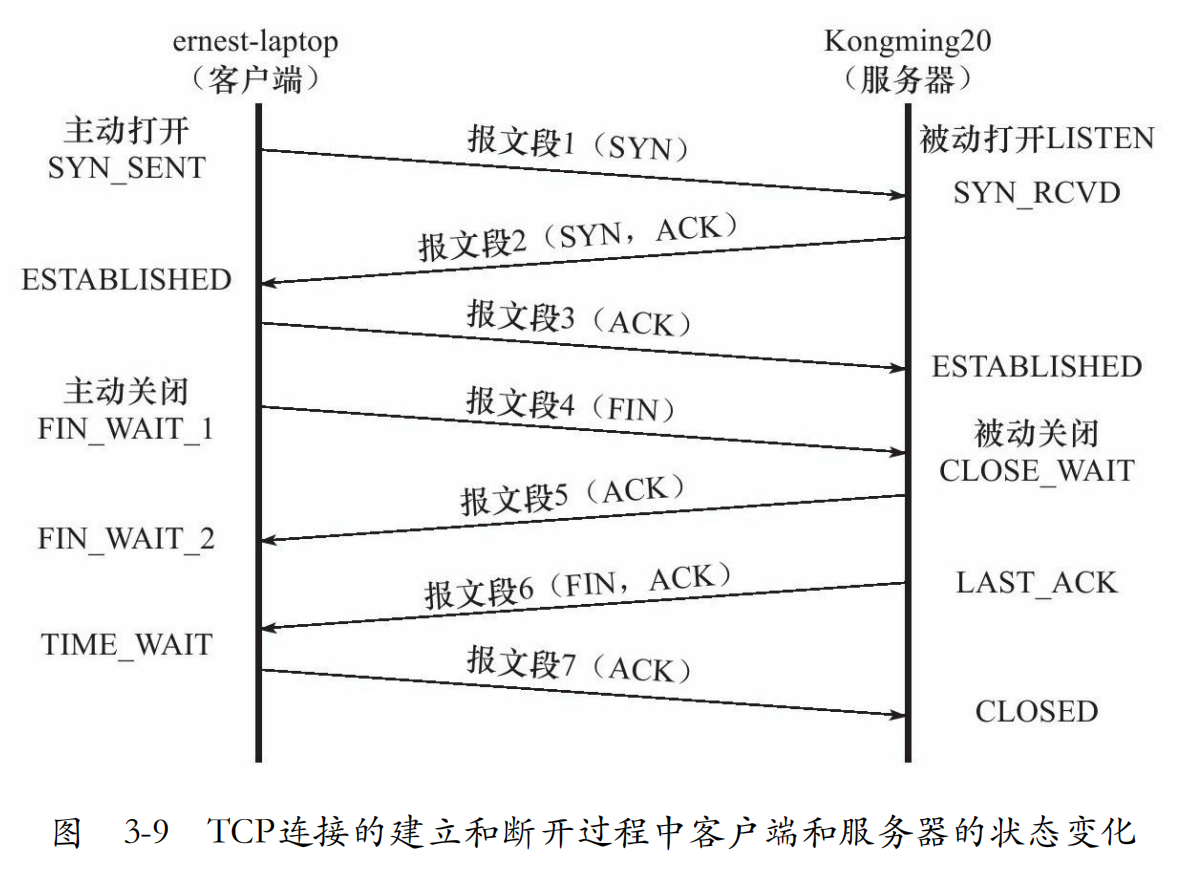 ernest-laptop
（客户端）
Kongming20
（服务器）
主动打开
SYN_SENT
报文段1（SYN）
被动打开LISTEN
SYN_RCVD
报文段2（SYN，ACK）
ESTABLISHED
报文段3（ACK）
ESTABLISHED
主动关闭
FIN_WAIT_1
报文段4（FIN）
被动关闭
CLOSE_WAIT
报文段5（ACK）
FIN_WAIT_2
报文段6（FIN，ACK）
LAST_ACK
TIME_WAIT
报文段7（ACK）
CLOSED
图 3-9 TCP连接的建立和断开过程中客户端和服务器的状态变化